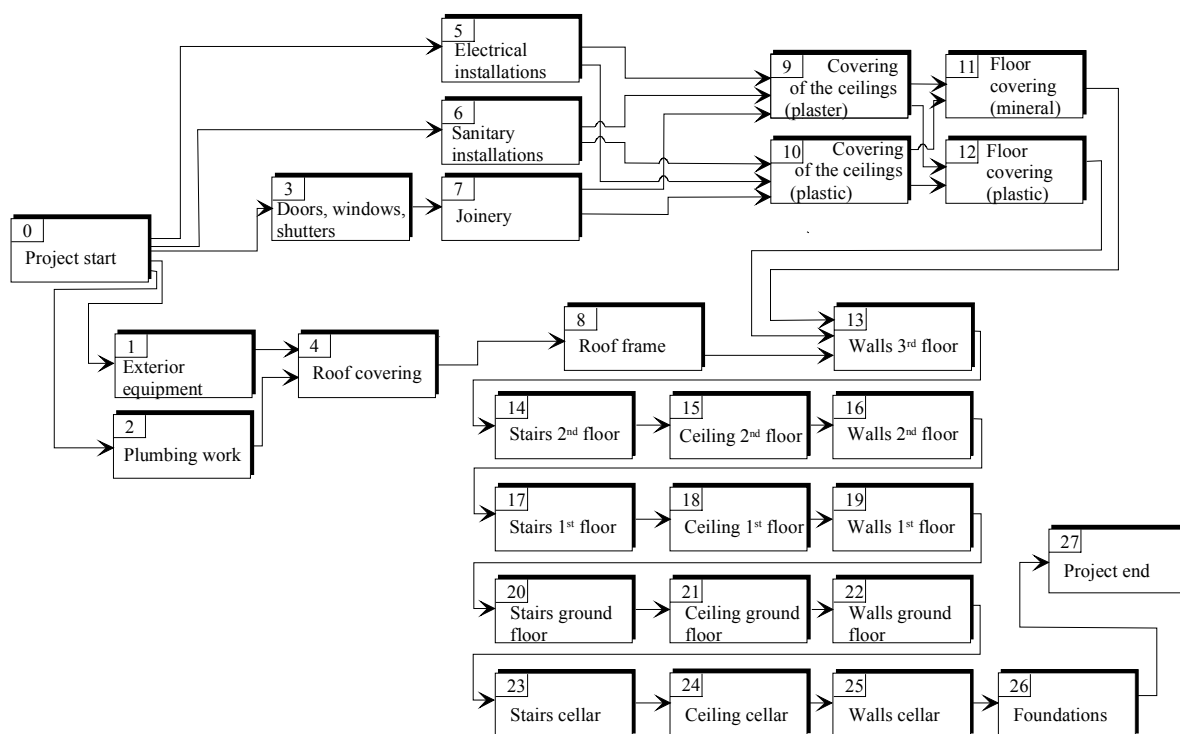 0
Project start
1
Exterior
equipment
2
Plumbing work
3
Doors, windows,
shutters
4
Roof covering
5
Electrical
installations
6
Sanitary
installations
7
Joinery
8
Roof frame
9
Covering
of the ceilings
(plaster)
10
Covering
of the ceilings
(plastic)
11
Floor
covering
(mineral)
12
Floor
covering
(plastic)
13
Walls 3rd floor
14
Stairs 2nd floor
15
Ceiling 2nd floor
16
Walls 2nd floor
17
Stairs 1st floor
18
Ceiling 1st floor
19
Walls 1st floor
20
Stairs ground
floor
21
Ceiling ground
floor
22
Walls ground
floor
23
Stairs cellar
24
Ceiling cellar
25
Walls cellar
26
Foundations
27
Project end